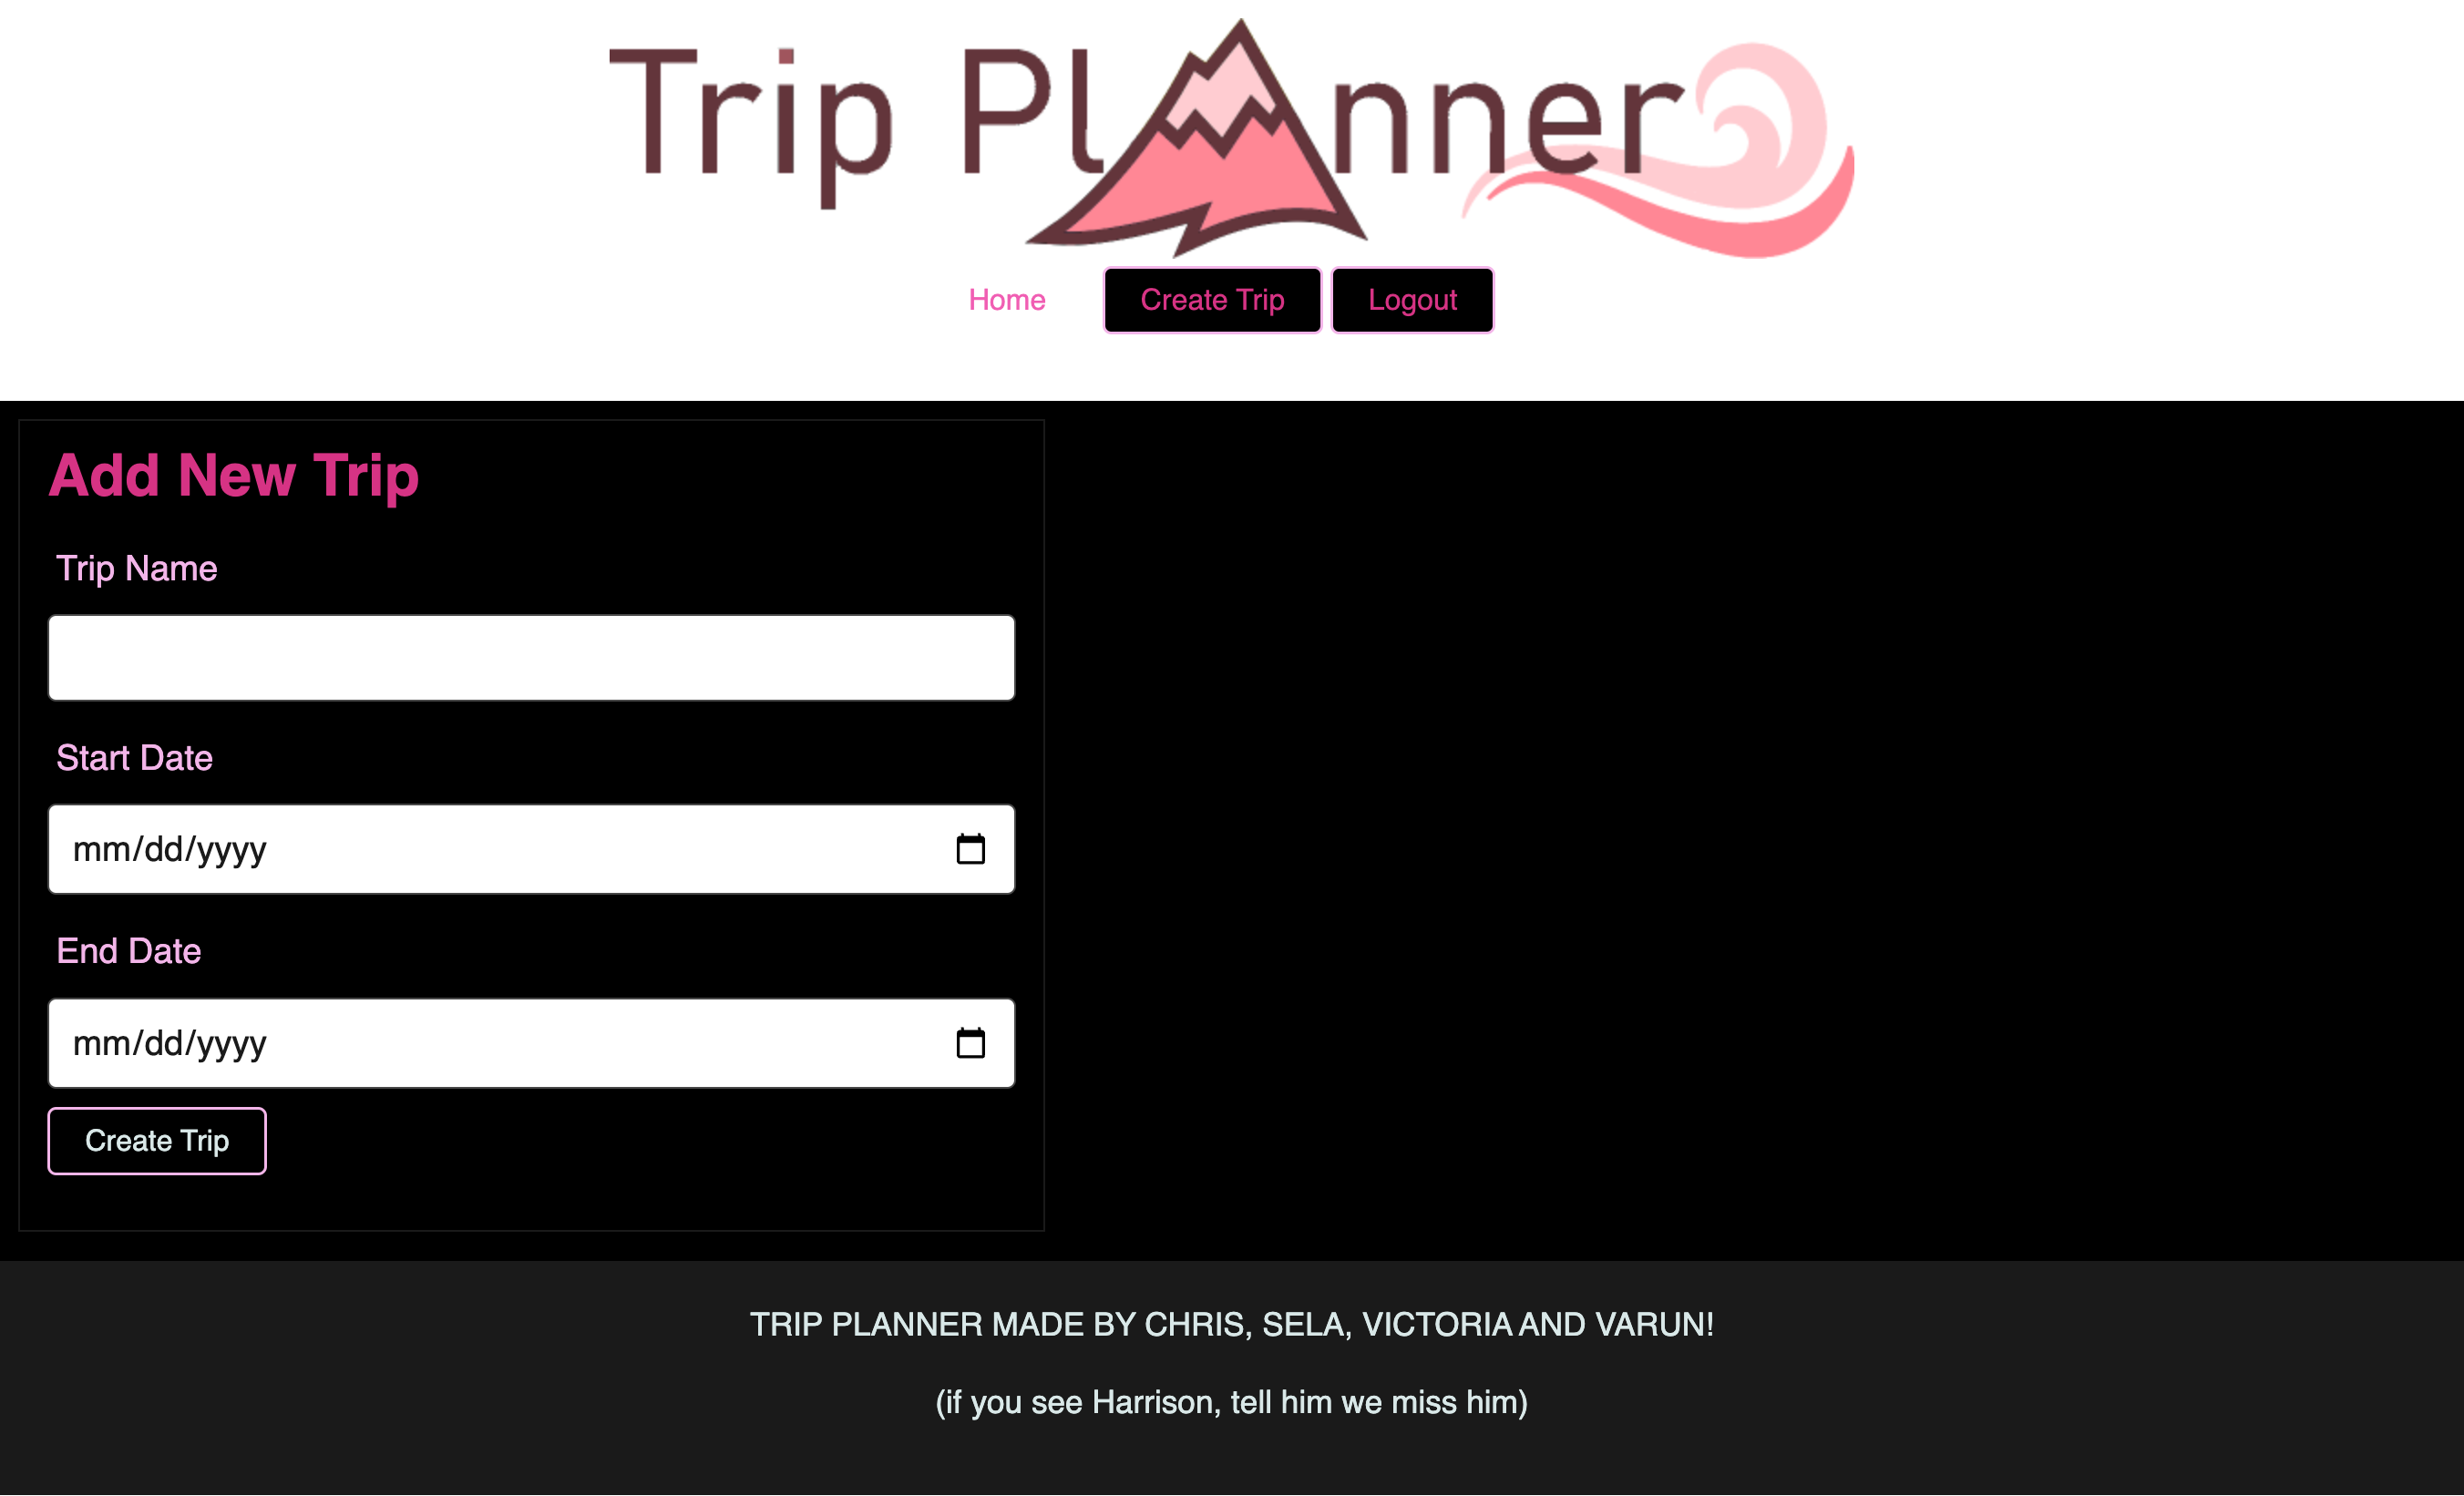 Trip Planner
Home Create Trip Logout
Add New Trip
Trip Name
Start Date
mm/dd/yyyy
End Date
mm/dd/yyyy
Create Trip
TRIP PLANNER MADE BY CHRIS, SELA, VICTORIA AND VARUN!
(if you see Harrison, tell him we miss him)